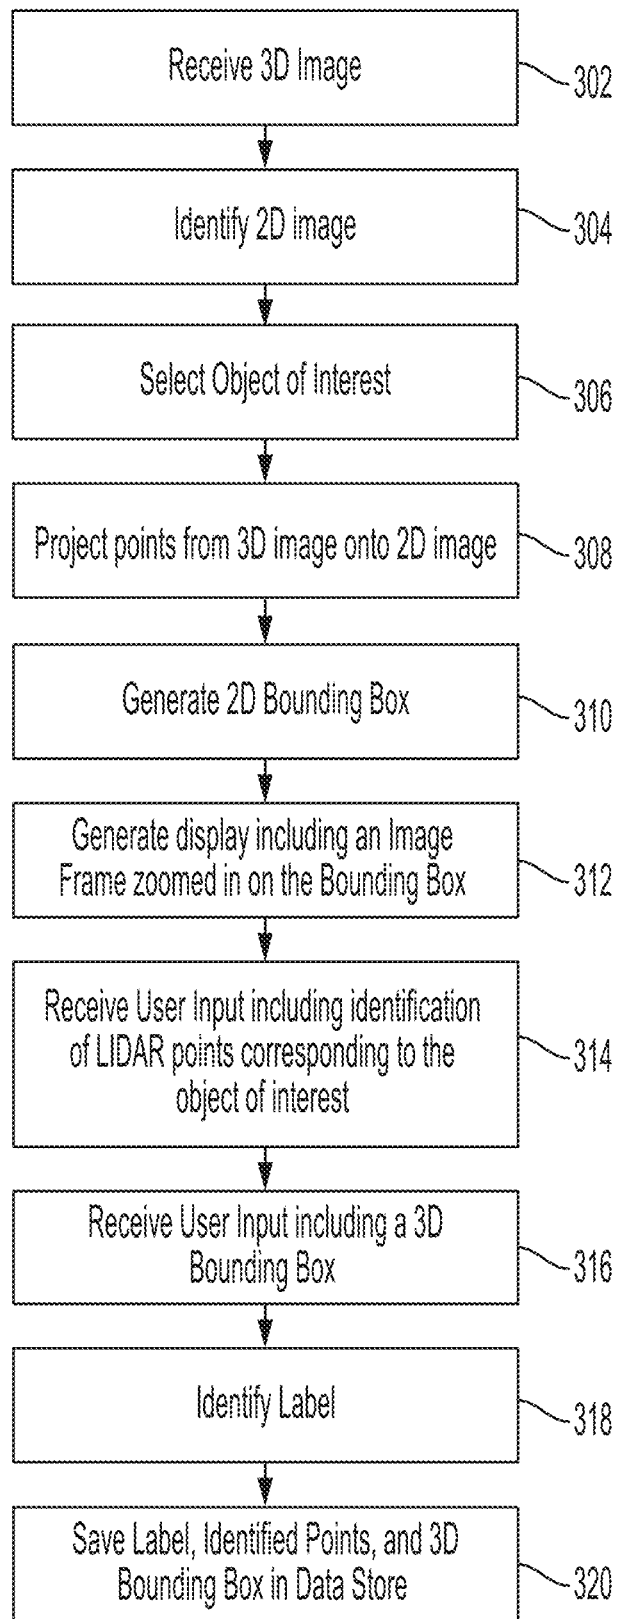 Receive 3D Image
302
Identify 2D image
304
Select Object of Interest
306
Project points from 3D image onto 2D image
308
Generate 2D Bounding Box
310
Generate display including an Image
Frame zoomed in on the Bounding Box
312
Receive User Input including identification
of LIDAR points corresponding to the
object of interest
314
Receive User Input including a 3D
Bounding Box
316
Identify Label
318
Save Label, Identified Points, and 3D
Bounding Box in Data Store
320